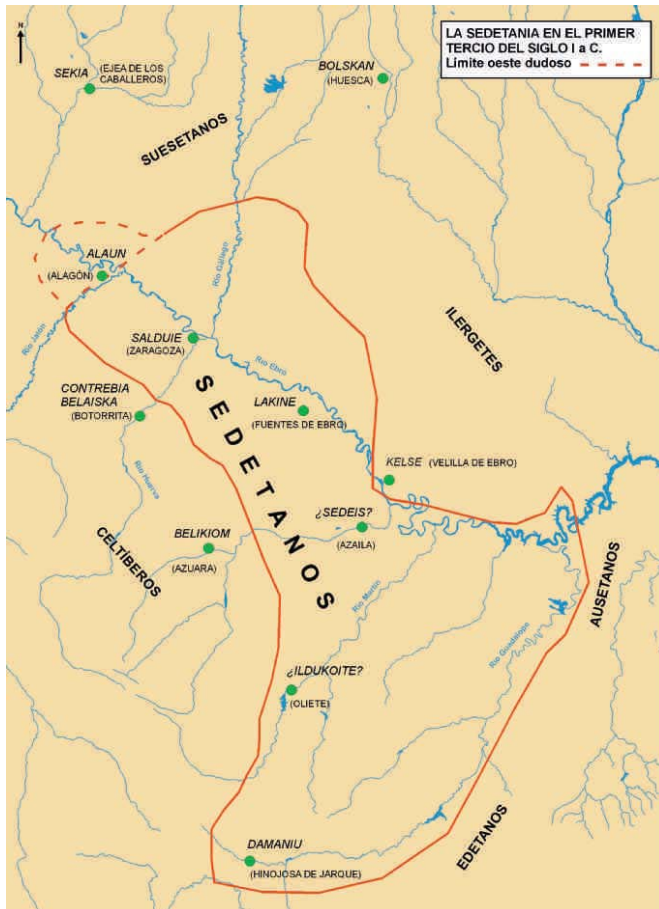 N
LA SEDETANIA EN EL PRIMER
TERCIO DEL SIGLO I a C.
Límite oeste dudoso
SEKIA
(EJEA DE LOS
CABALLEROS)
BOLSKAN
(HUESCA)
SUESETANOS
ALAUN
(ALAGÓN)
Río Gállego
Río Jalón
SALDUIE
(ZARAGOZA)
ILERGETES
Río Ebro
CONTREBIA
BELAISKA
(BOTORRITA)
LAKINE
(FUENTES DE EBRO)
SEDETANOS
KELSE (VELILLA DE EBRO)
Río Huerva
¿SEDEIS?
(AZAILA)
BELIKIOM
(AZUARA)
CELTÍBEROS
AUSETANOS
Río Martín
Río Guadalope
¿ILDUKOITE?
(OLIETE)
EDETANOS
DAMANIU
(HINOJOSA DE JARQUE)